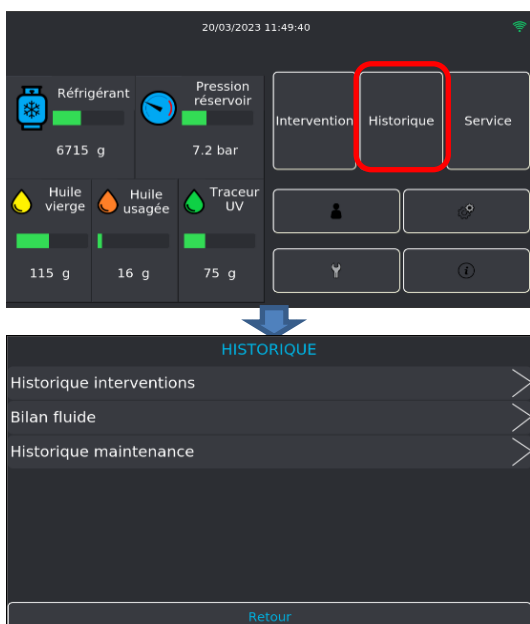 20/03/2023 11:49:40
Réfrigérant
6715 g
Pression
réservoir
7.2 bar
Intervention
Historique
Service
Huile
vierge
115 g
Huile
usagée
16 g
Traceur
UV
75 g
HISTORIQUE
Historique interventions
Bilan fluide
Historique maintenance
Retour